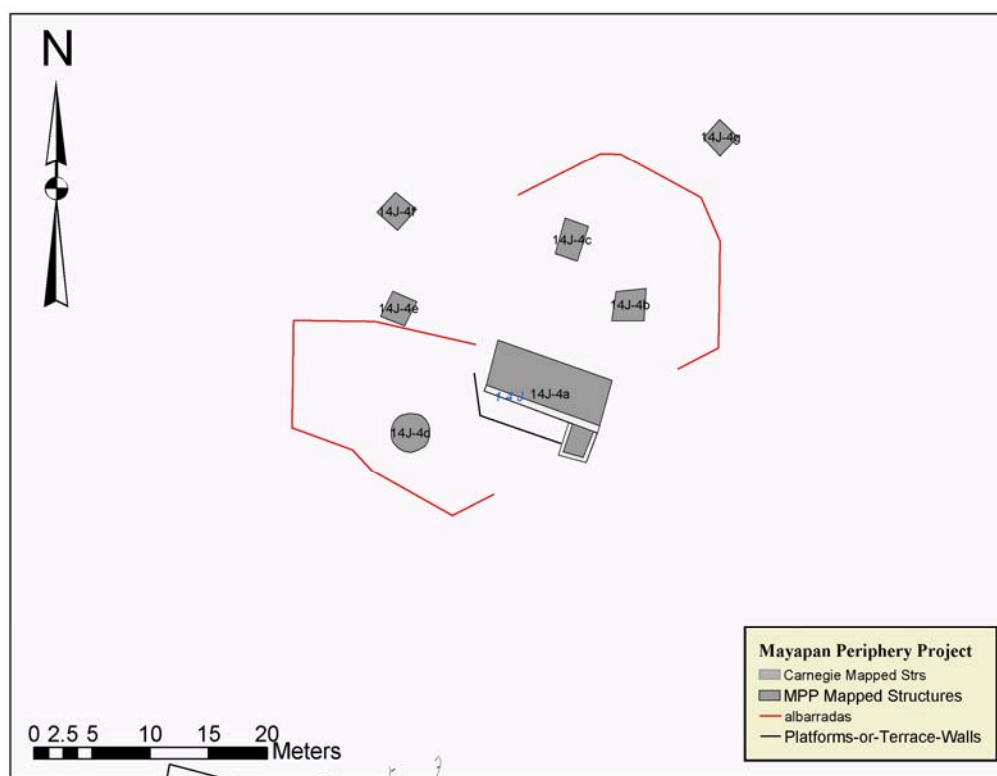 N
14J-4g
14J-4f
14J-4c
14J-4e
14J-4b
14J-4a
14J
14J-4d
Mayapan Periphery Project
Carnegie Mapped Strs
MPP Mapped Structures
albarradas
Platforms-or-Terrace-Walls
0 2.5 5 10 15 20
Meters